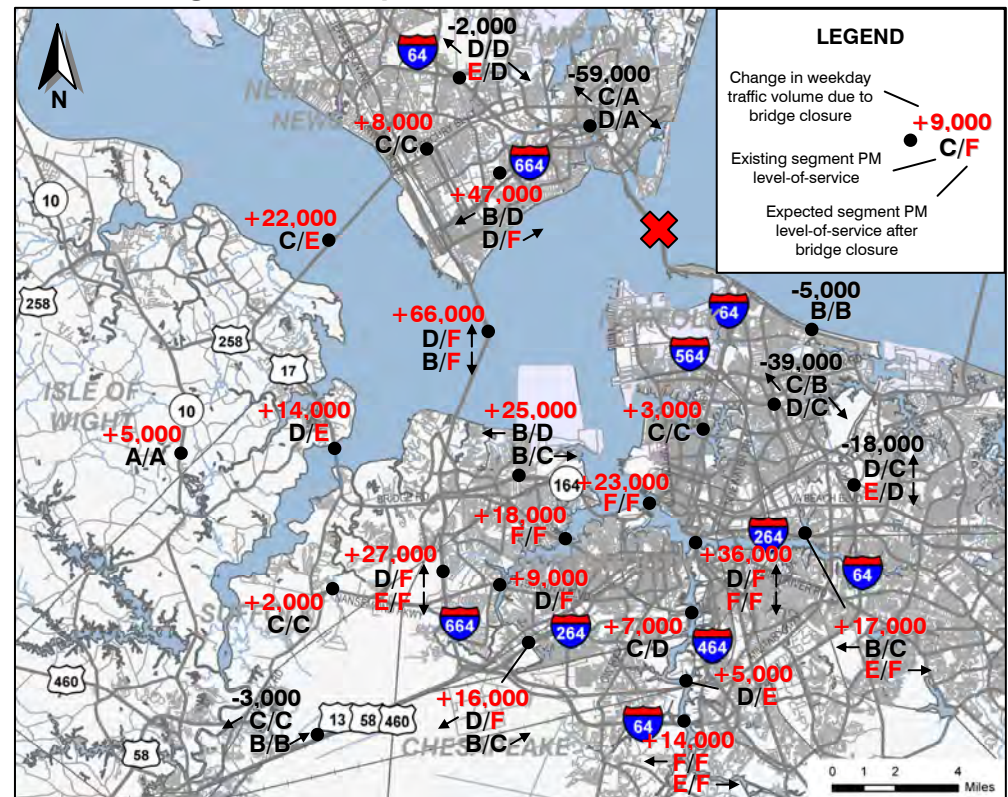 -2,000
D/D
E/D
HAMPTON
64
N
-59,000
C/A
D/A
NEWPORT
NEWS
+8,000
C/C
664
10
+47,000
B/D
D/F
+22,000
C/E
LEGEND
Change in weekday
traffic volume due to
bridge closure
+9,000
C/F
Existing segment PM
level-of-service
Expected segment PM
level-of-service after
bridge closure
258
258
17
+66,000
D/F
B/F
64
564
-5,000
B/B
-39,000
C/B
D/C
ISLE OF
WIGHT
10
+5,000
A/A
+14,000
D/E
+25,000
B/D
B/C
164
+3,000
C/C
-18,000
D/C
E/D
+23,000
F/F
+18,000
F/F
264
64
+27,000
D/F
E/F
664
+9,000
D/F
264
+36,000
D/F
F/F
+2,000
C/C
+7,000
C/D
464
+17,000
B/C
E/F
460
-3,000
C/C
B/B
13 58 460
58
+16,000
D/F
B/C
+5,000
D/E
64
CHESAPEAKE
+14,000
F/F
E/F
0 1 2 4
Miles